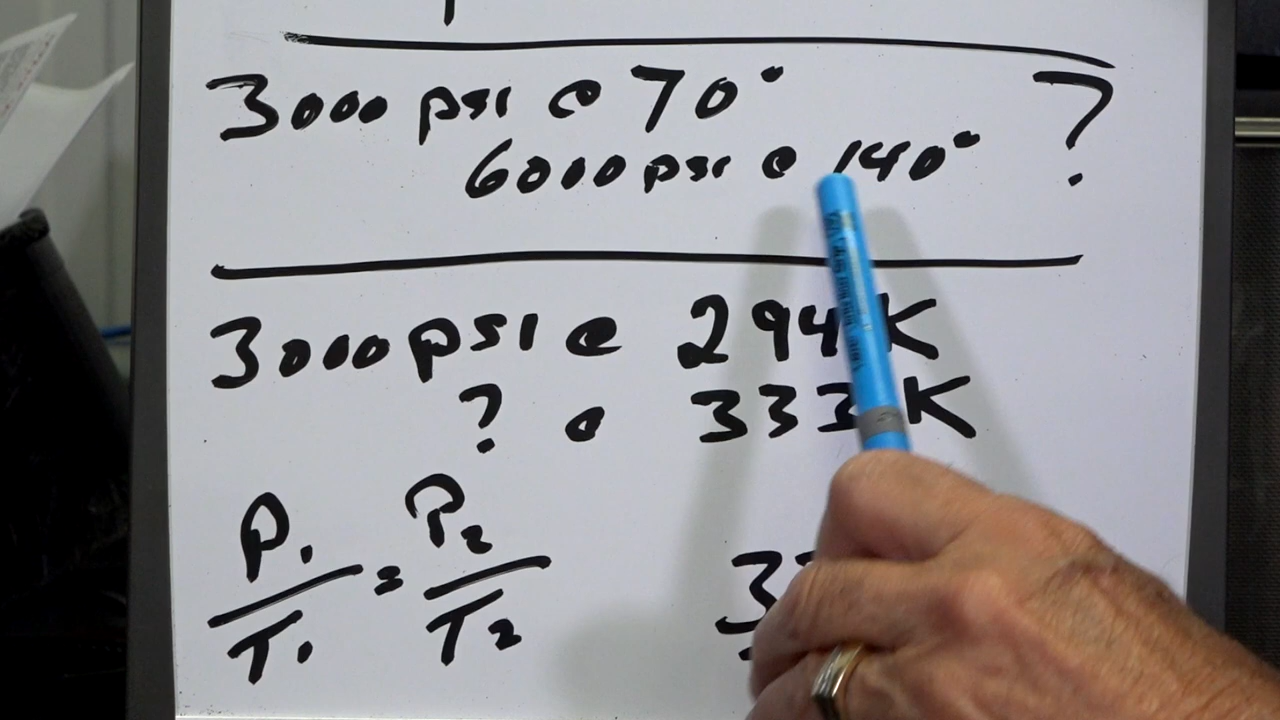 3000 psi @ 70° ?
6000 psi @ 140°
3000 psi @ 294 K
? @ 333 K
P₁/T₁ = P₂/T₂